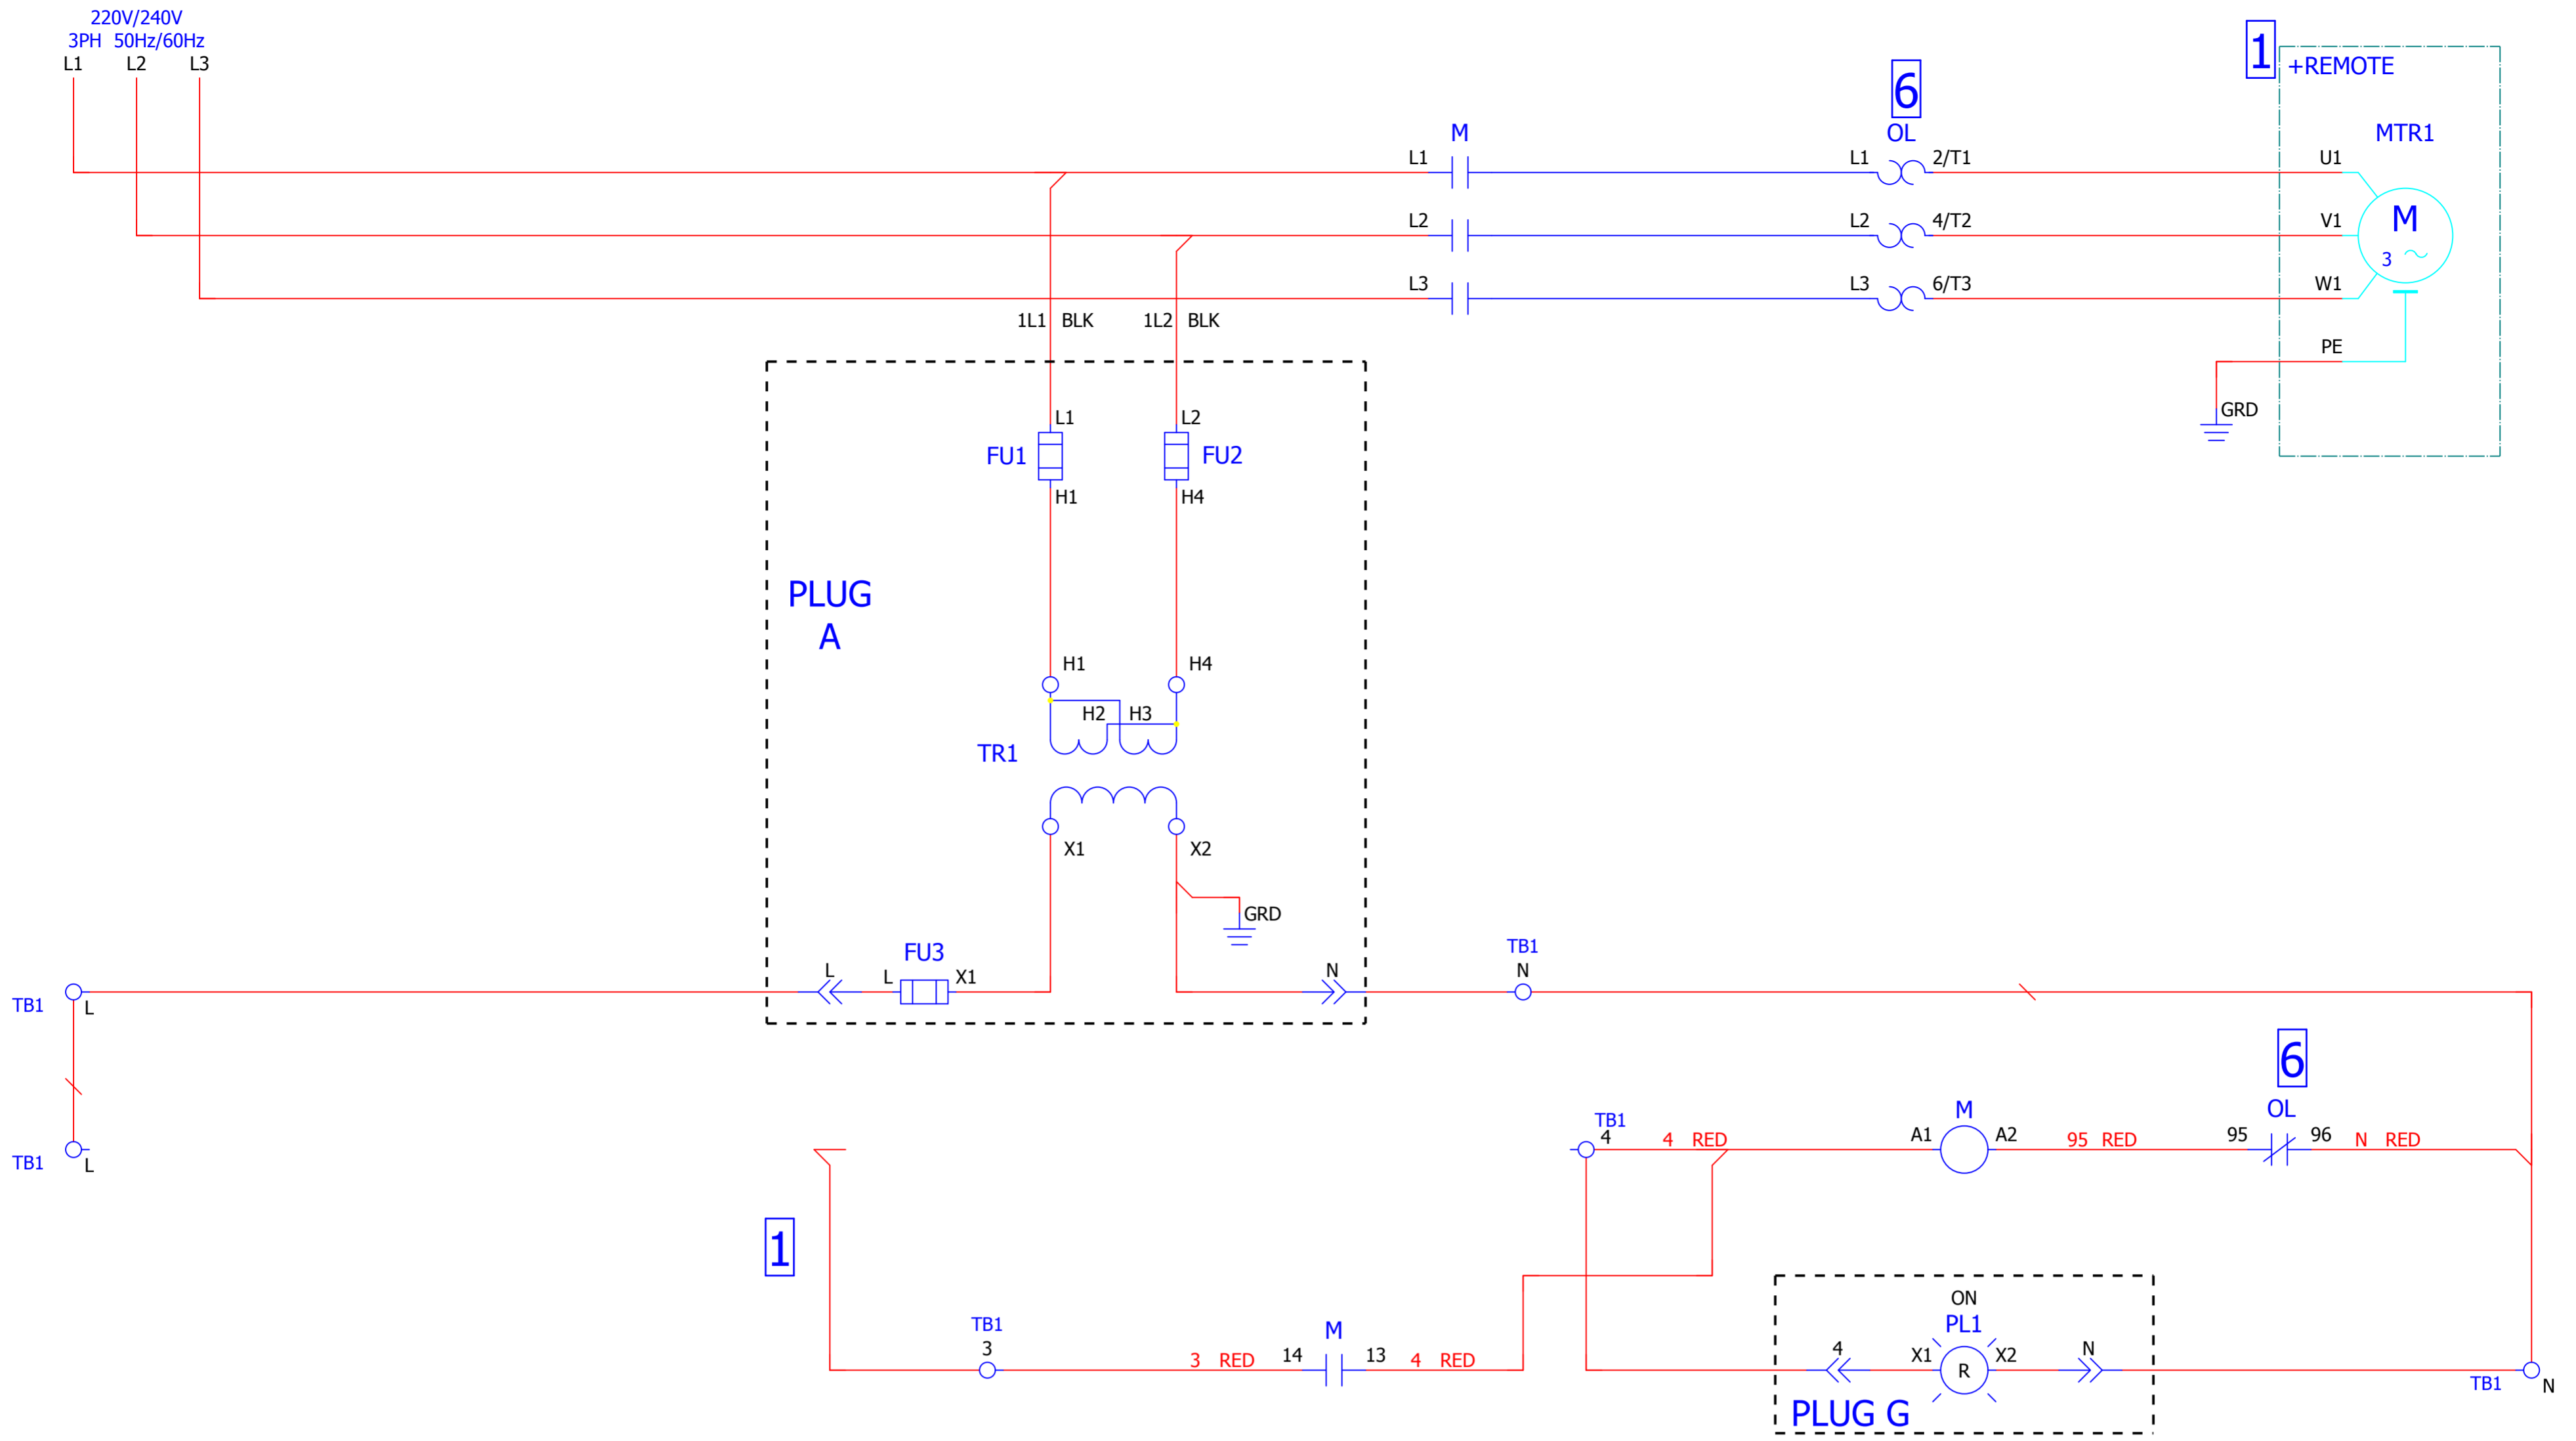 220V/240V
3PH 50Hz/60Hz
L1 L2 L3
1
+REMOTE
6
OL
M
MTR1
L1 L1 2/T1 U1
M
3
L2 L2 4/T2 V1
L3 L3 6/T3 W1
1L1 BLK 1L2 BLK
PE
GRD
L1 L2
FU1 FU2
H1 H4
PLUG
A
H1 H4
H2 H3
TR1
X1 X2
GRD
FU3
L L X1 N
TB1
N
TB1 L
6
OL
TB1 L
TB1
4 4 RED
M
A1 A2 95 RED 95 96 N RED
1
TB1
3
3 RED 14
M
13 4 RED
ON
PL1
4 X1 R X2 N
PLUG G
TB1 N